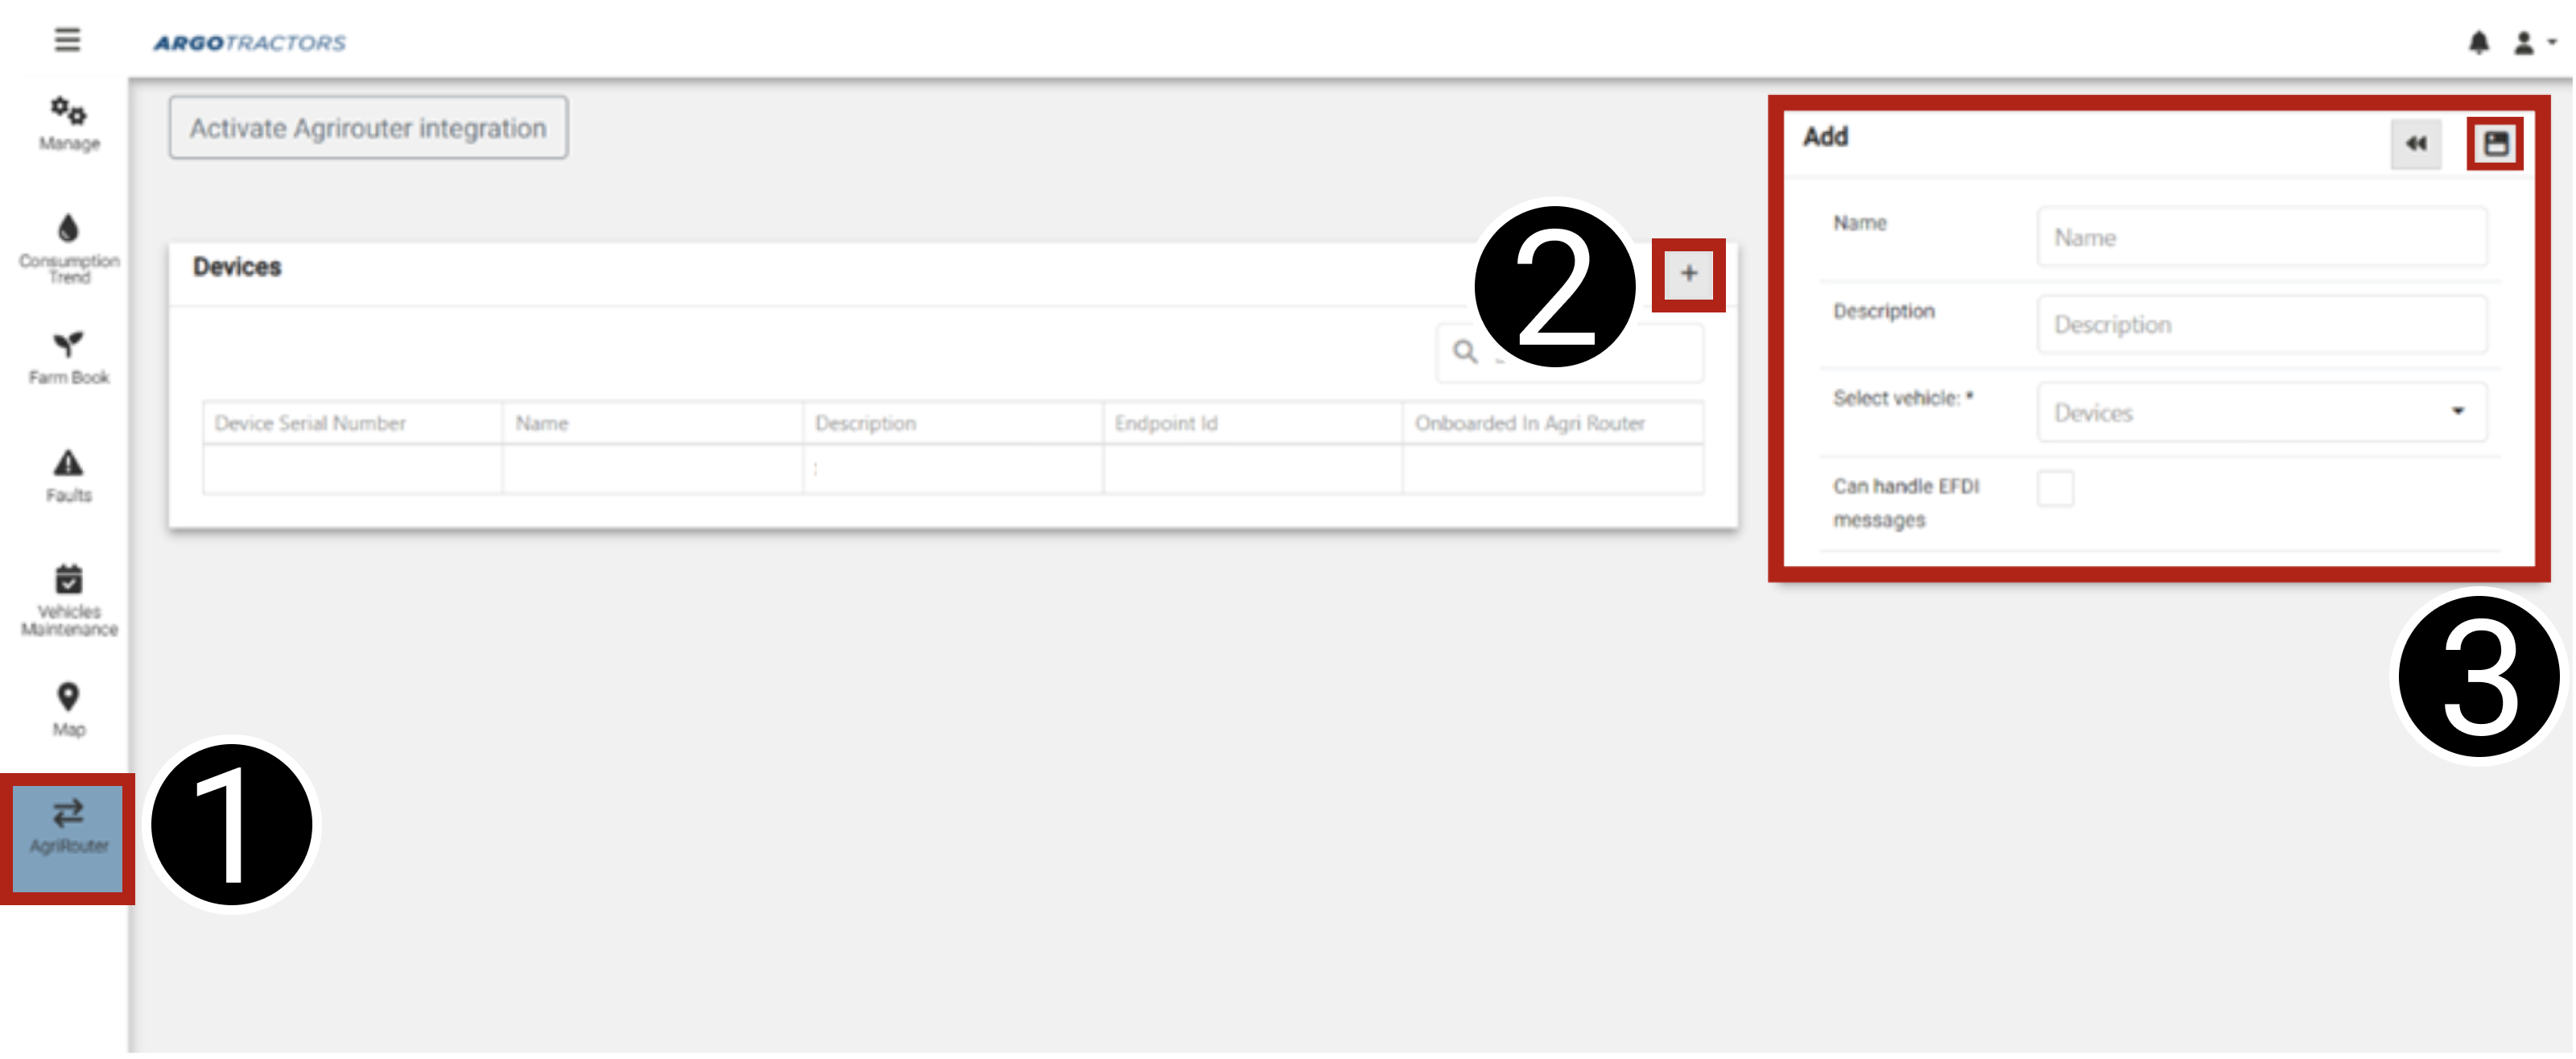 ARGOTRACTORS
Manage
Consumption
Trend
Farm Book
Faults
Vehicles
Maintenance
Map
AgriRouter
1
Activate Agrirouter integration
Devices
2
+
Device Serial Number Name Description Endpoint Id Onboarded In Agri Router
Add
Name Name
Description Description
Select vehicle: * Devices
Can handle EFDI
messages
3